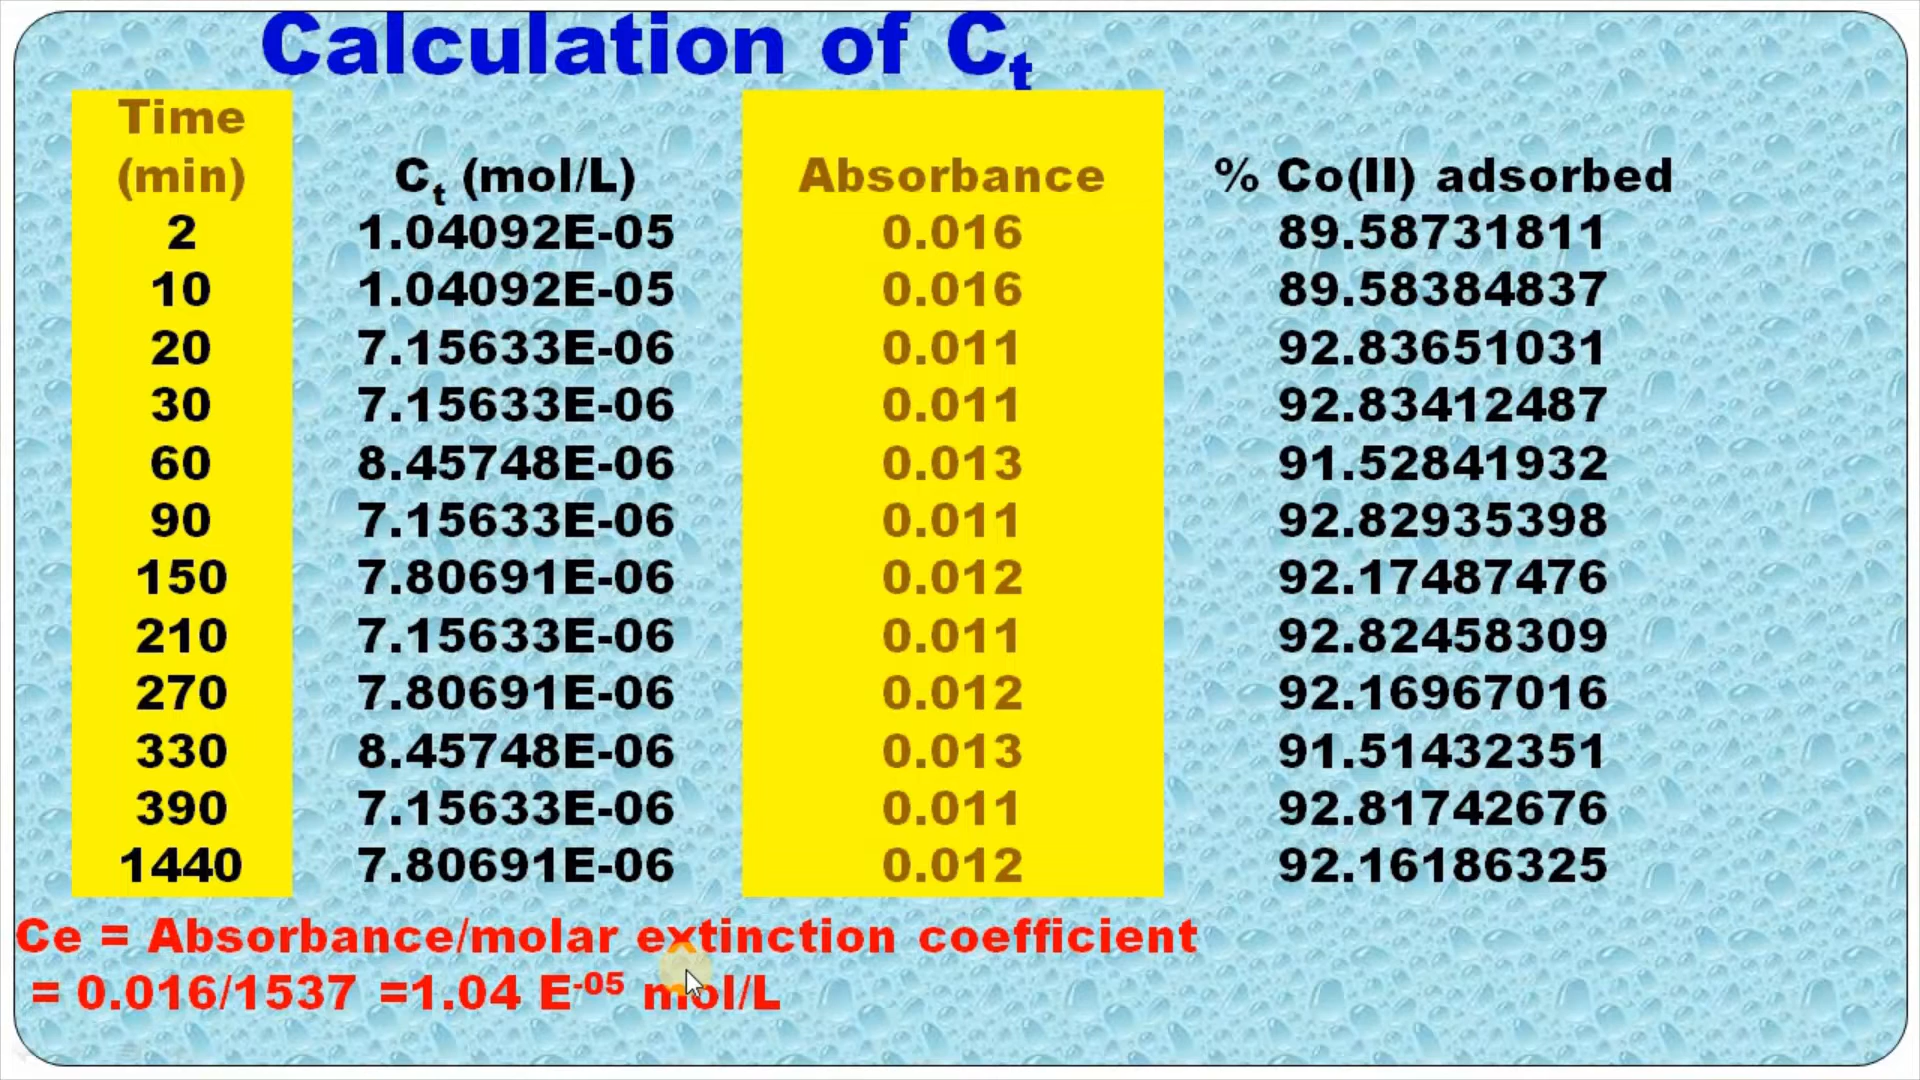 Calculation of Ct
Time (min) Ct (mol/L) Absorbance % Co(II) adsorbed
2 1.04092E-05 0.016 89.58731811
10 1.04092E-05 0.016 89.58384837
20 7.15633E-06 0.011 92.83651031
30 7.15633E-06 0.011 92.83412487
60 8.45748E-06 0.013 91.52841932
90 7.15633E-06 0.011 92.82935398
150 7.80691E-06 0.012 92.17487476
210 7.15633E-06 0.011 92.82458309
270 7.80691E-06 0.012 92.16967016
330 8.45748E-06 0.013 91.51432351
390 7.15633E-06 0.011 92.81742676
1440 7.80691E-06 0.012 92.16186325
Ce = Absorbance/molar extinction coefficient
= 0.016/1537 =1.04 E-05 mol/L